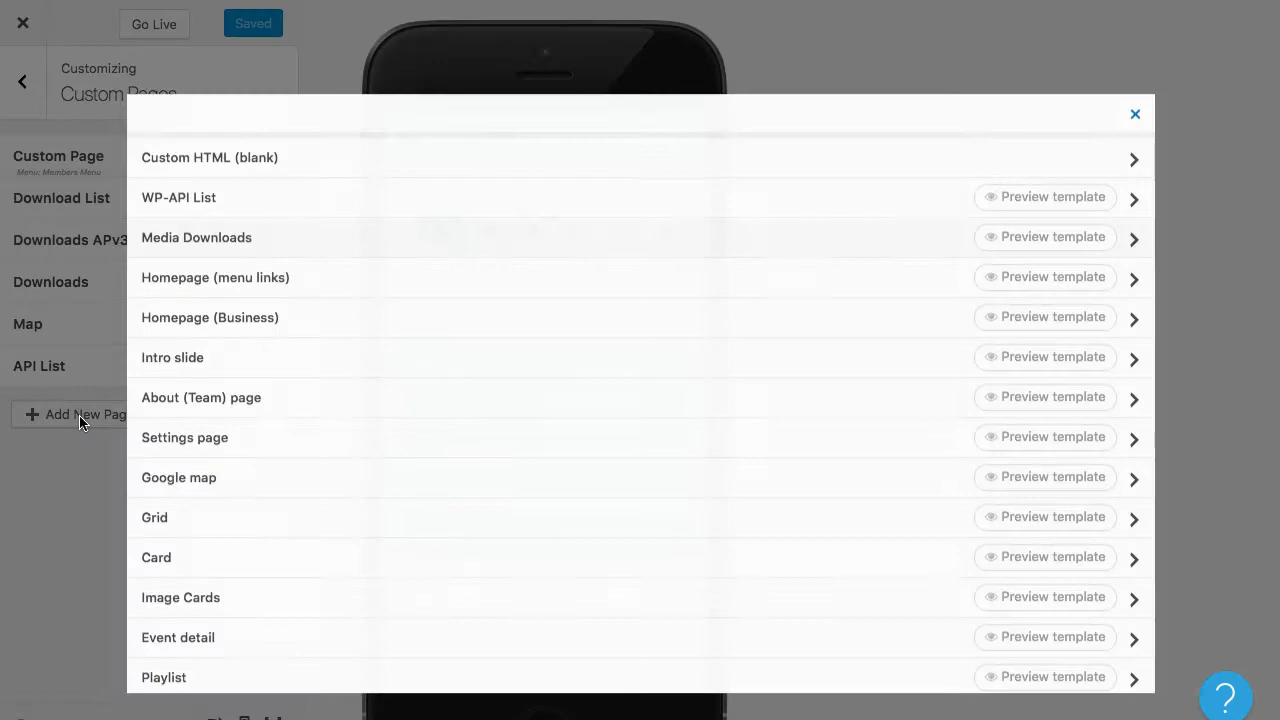 Go Live
Saved
Customizing
Custom Pages
Custom Page
Menu: Members Menu
Download List
Downloads APv3
Downloads
Map
API List
Add New Pag
Custom HTML (blank)
WP-API List Preview template
Media Downloads Preview template
Homepage (menu links) Preview template
Homepage (Business) Preview template
Intro slide Preview template
About (Team) page Preview template
Settings page Preview template
Google map Preview template
Grid Preview template
Card Preview template
Image Cards Preview template
Event detail Preview template
Playlist Preview template
?